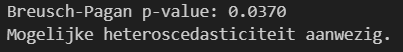 Breusch-Pagan p-value: 0.0370
Mogelijke heteroscedasticiteit aanwezig.